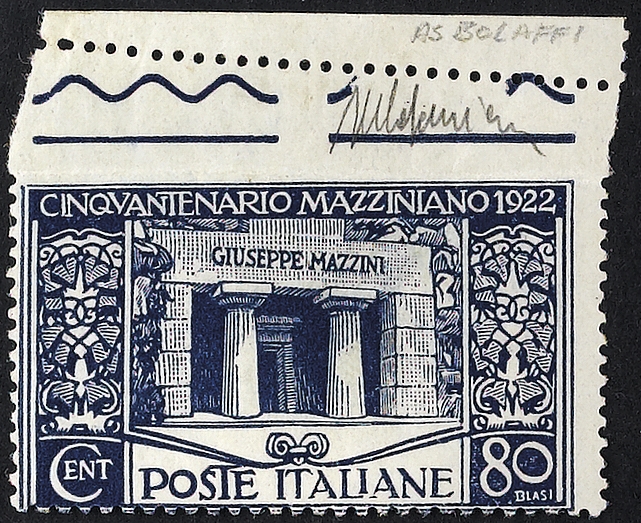 AS BOLAFFI
CINQVANTENARIO MAZZINIANO 1922
GIUSEPPE MAZZINI
CENT
POSTE ITALIANE
80
BLASI